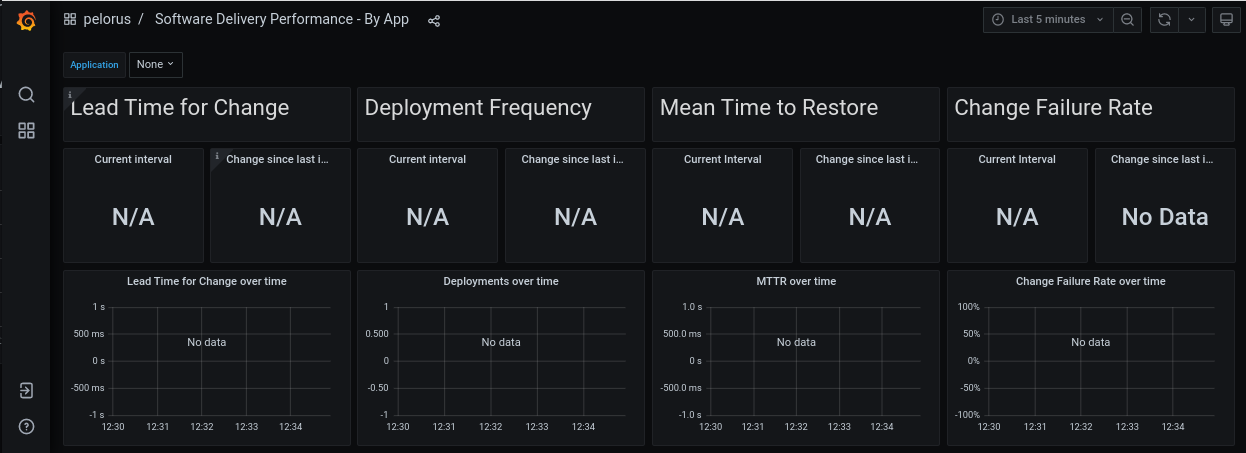 pelorus / Software Delivery Performance - By App
Last 5 minutes
Application None
Lead Time for Change
Deployment Frequency
Mean Time to Restore
Change Failure Rate
Current interval
N/A
Change since last i...
N/A
Current interval
N/A
Change since last i...
N/A
Current Interval
N/A
Change since last i...
N/A
Current Interval
N/A
Change since last i...
No Data
Lead Time for Change over time
1 s
500 ms
0 s
-500 ms
-1 s
No data
12:30 12:31 12:32 12:33 12:34
Deployments over time
1
0.500
0
-0.50
-1
No data
12:30 12:31 12:32 12:33 12:34
MTTR over time
1.0 s
500.0 ms
0 s
-500.0 ms
-1.0 s
No data
12:30 12:31 12:32 12:33 12:34
Change Failure Rate over time
100%
50%
0%
-50%
-100%
No data
12:30 12:31 12:32 12:33 12:34